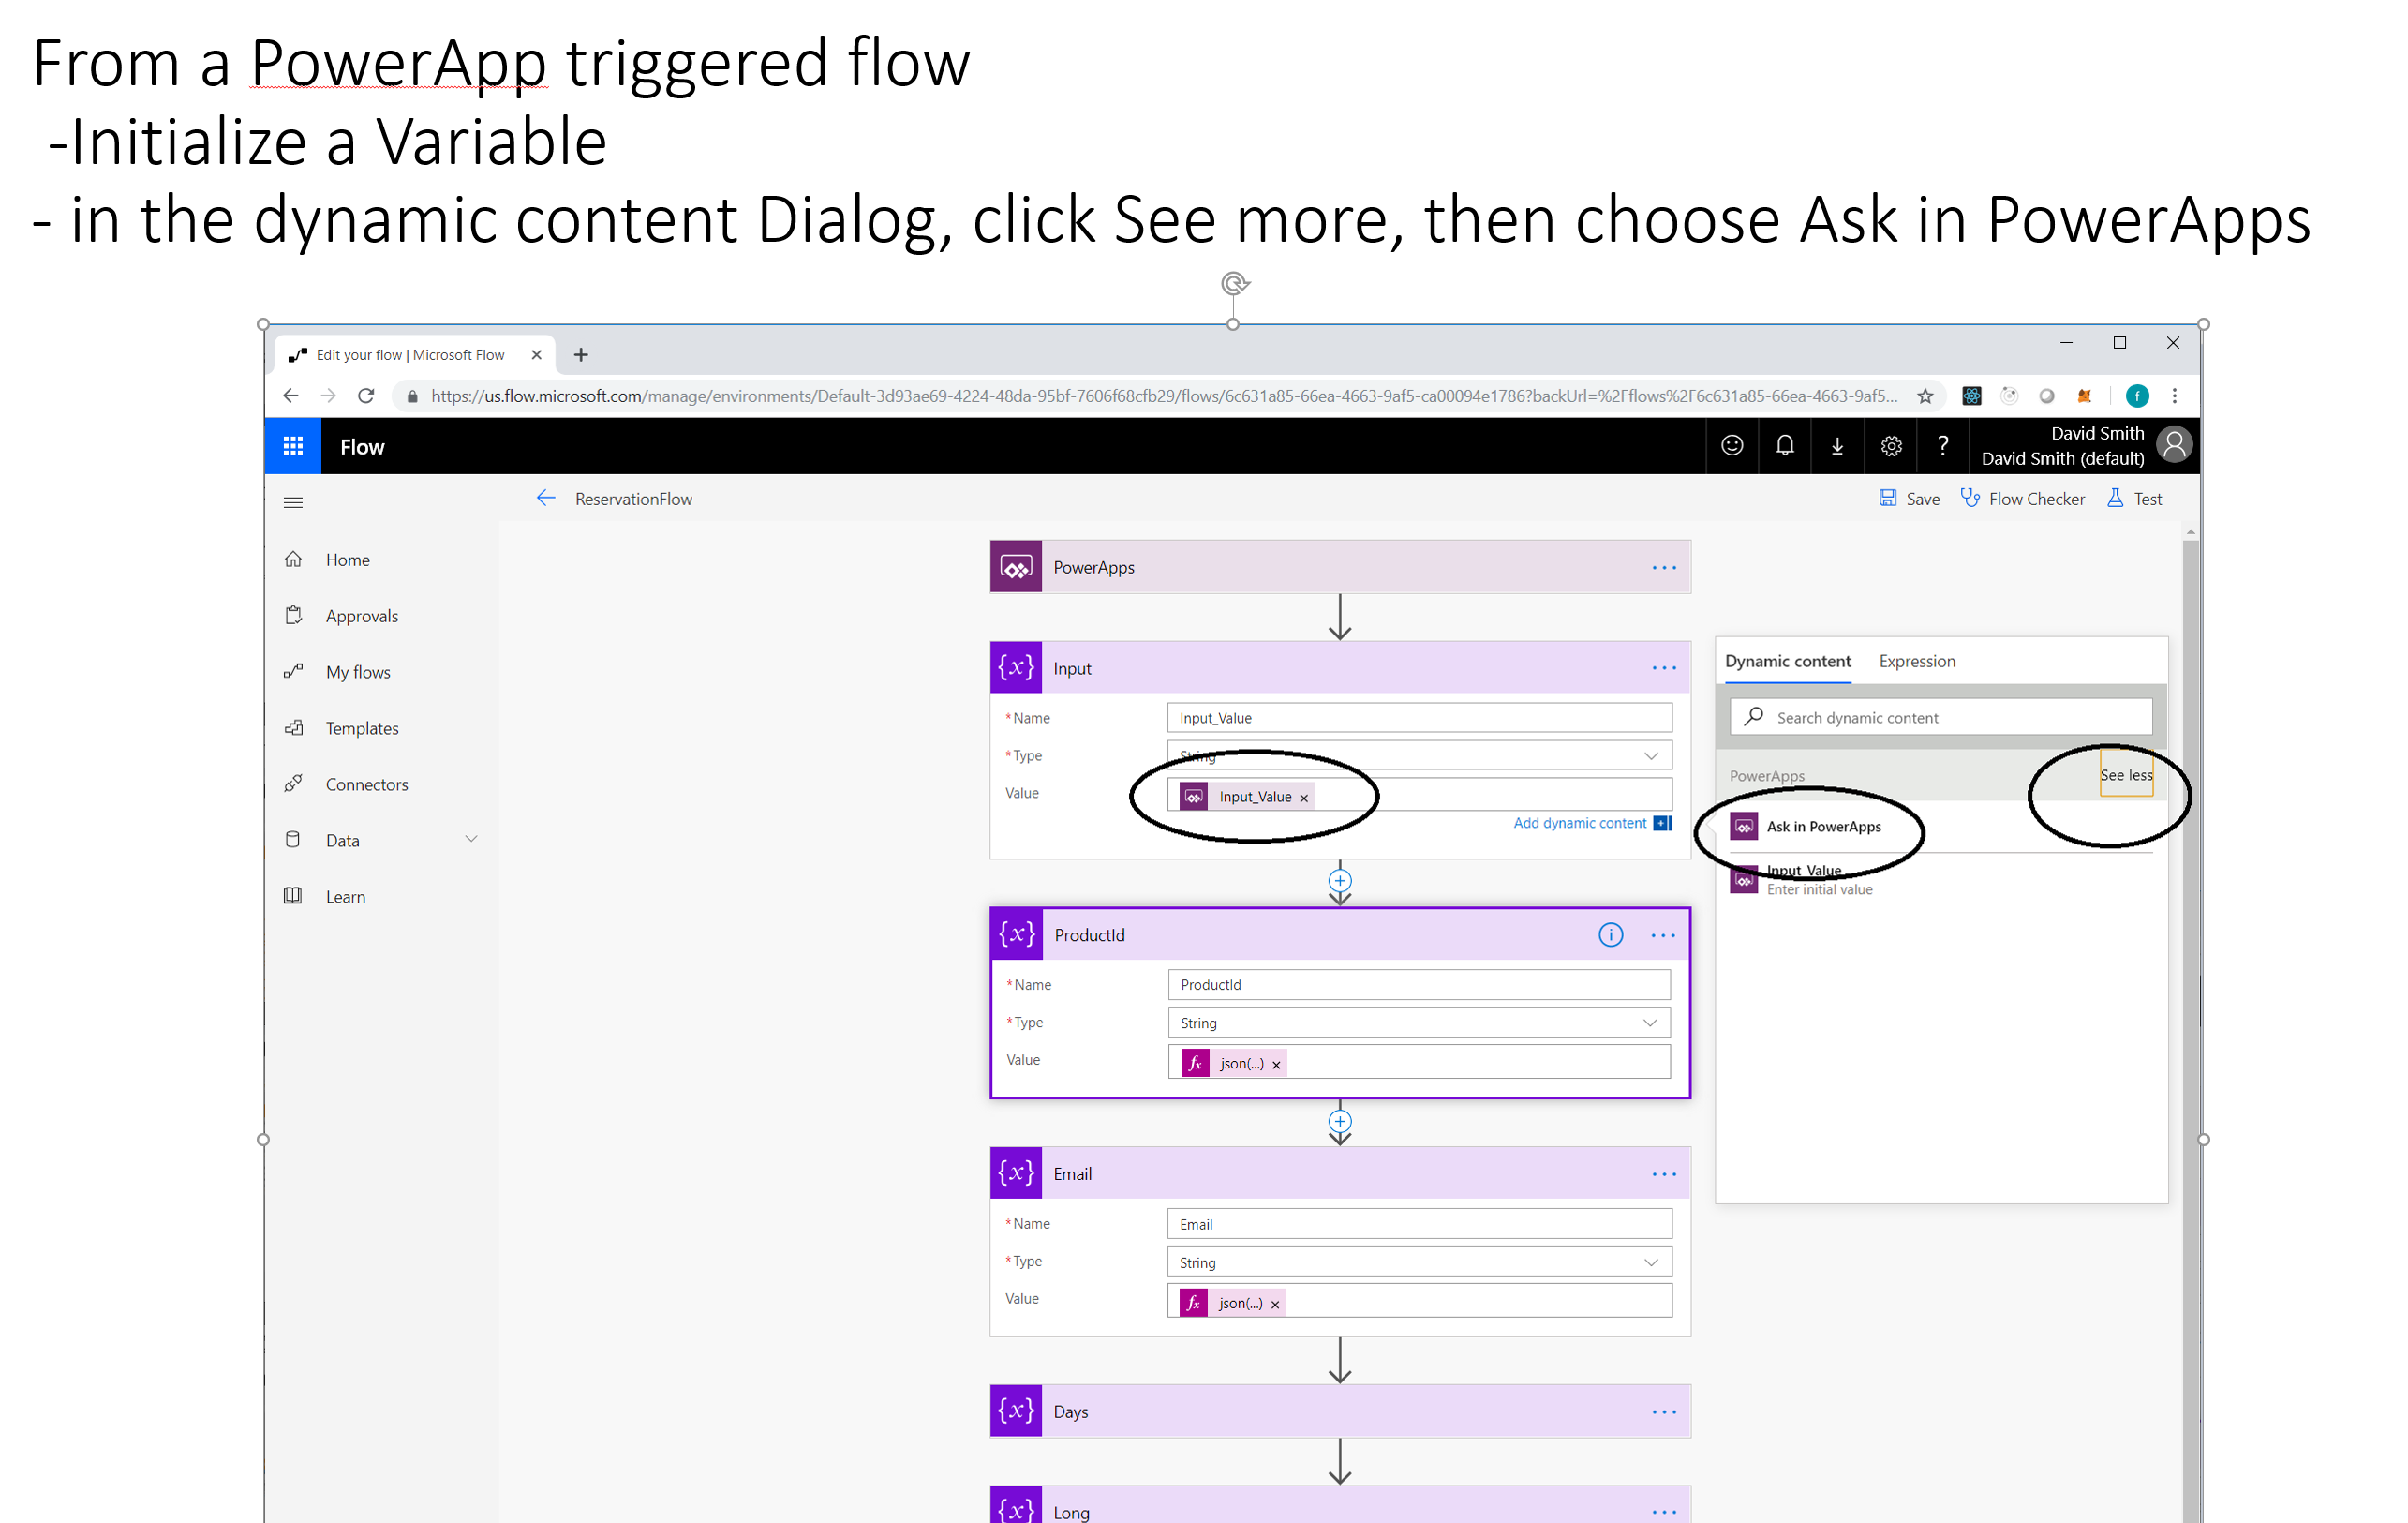 From a PowerApp triggered flow
-Initialize a Variable
- in the dynamic content Dialog, click See more, then choose Ask in PowerApps
Edit your flow | Microsoft Flow
https://us.flow.microsoft.com/manage/environments/Default-3d93ae69-4224-48da-95bf-7606f68cfb29/flows/6c631a85-66ea-4663-9af5-ca00094e1786?backUrl=%2Fflows%2F6c631a85-66ea-4663-9af5...
f
Flow
?
David Smith
David Smith (default)
ReservationFlow
Save
Flow Checker
Test
Home
Approvals
My flows
Templates
Connectors
Data
Learn
PowerApps
{x} Input
*Name Input_Value
*Type String
Value Input_Value ×
Add dynamic content
{x} ProductId
*Name ProductId
*Type String
Value fx json(...) ×
{x} Email
*Name Email
*Type String
Value fx json(...) ×
{x} Days
{x} Long
Dynamic content Expression
Search dynamic content
PowerApps See less
Ask in PowerApps
Input_Value
Enter initial value